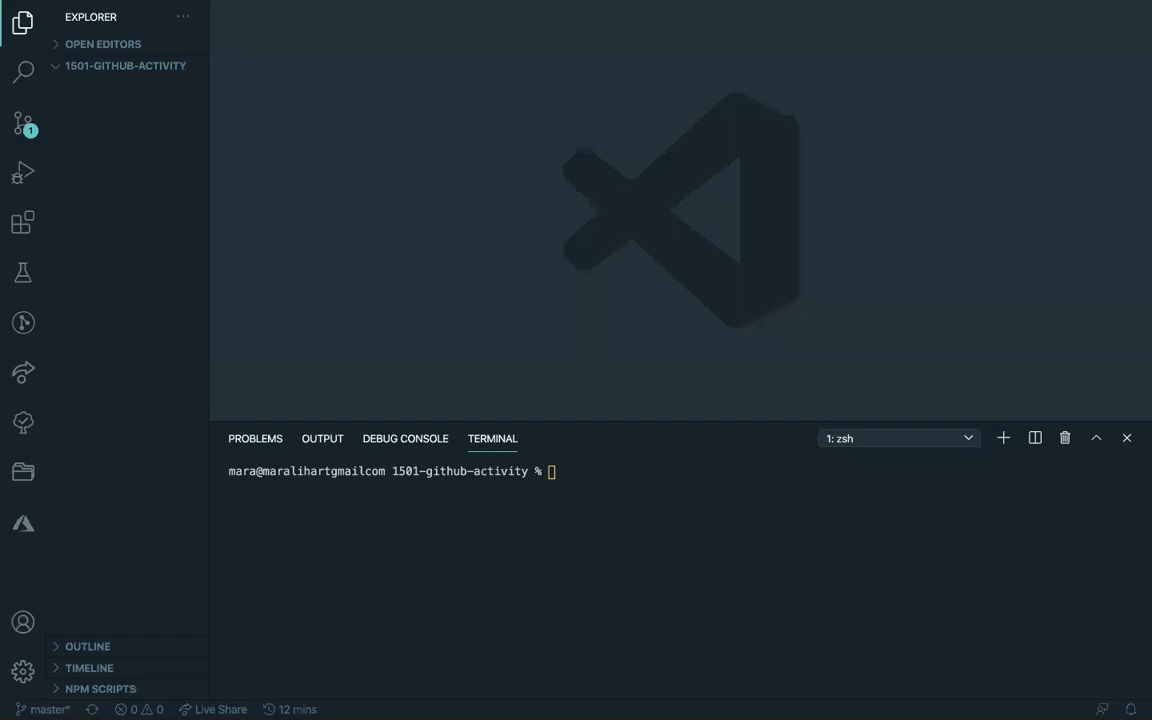 EXPLORER
OPEN EDITORS
1501-GITHUB-ACTIVITY
1
PROBLEMS OUTPUT DEBUG CONSOLE TERMINAL 1: zsh
mara@maralihartgmailcom 1501-github-activity %
OUTLINE
TIMELINE
NPM SCRIPTS
master* 0 0 Live Share 12 mins